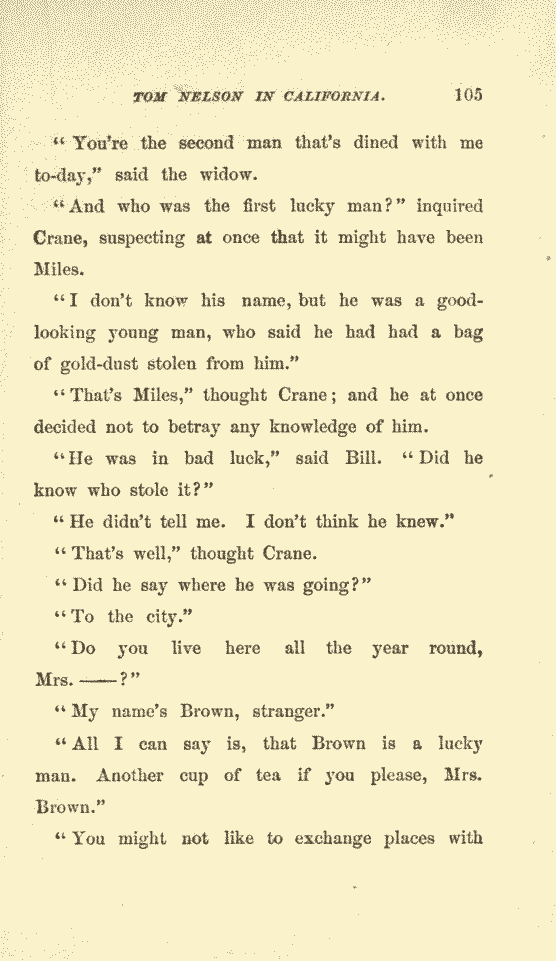 TOM NELSON IN CALIFORNIA. 105
“ You’re the second man that’s dined with me
to-day,” said the widow.
“And who was the first lucky man?” inquired
Crane, suspecting at once that it might have been
Miles.
“I don’t know his name, but he was a good-
looking young man, who said he had had a bag
of gold-dust stolen from him.”
“That’s Miles,” thought Crane; and he at once
decided not to betray any knowledge of him.
“He was in bad luck,” said Bill. “Did he
know who stole it?”
“He didn’t tell me. I don’t think he knew.”
“That’s well,” thought Crane.
“Did he say where he was going?”
“To the city.”
“Do you live here all the year round,
Mrs. ——?”
“My name’s Brown, stranger.”
“All I can say is, that Brown is a lucky
man. Another cup of tea if you please, Mrs.
Brown.”
“You might not like to exchange places with